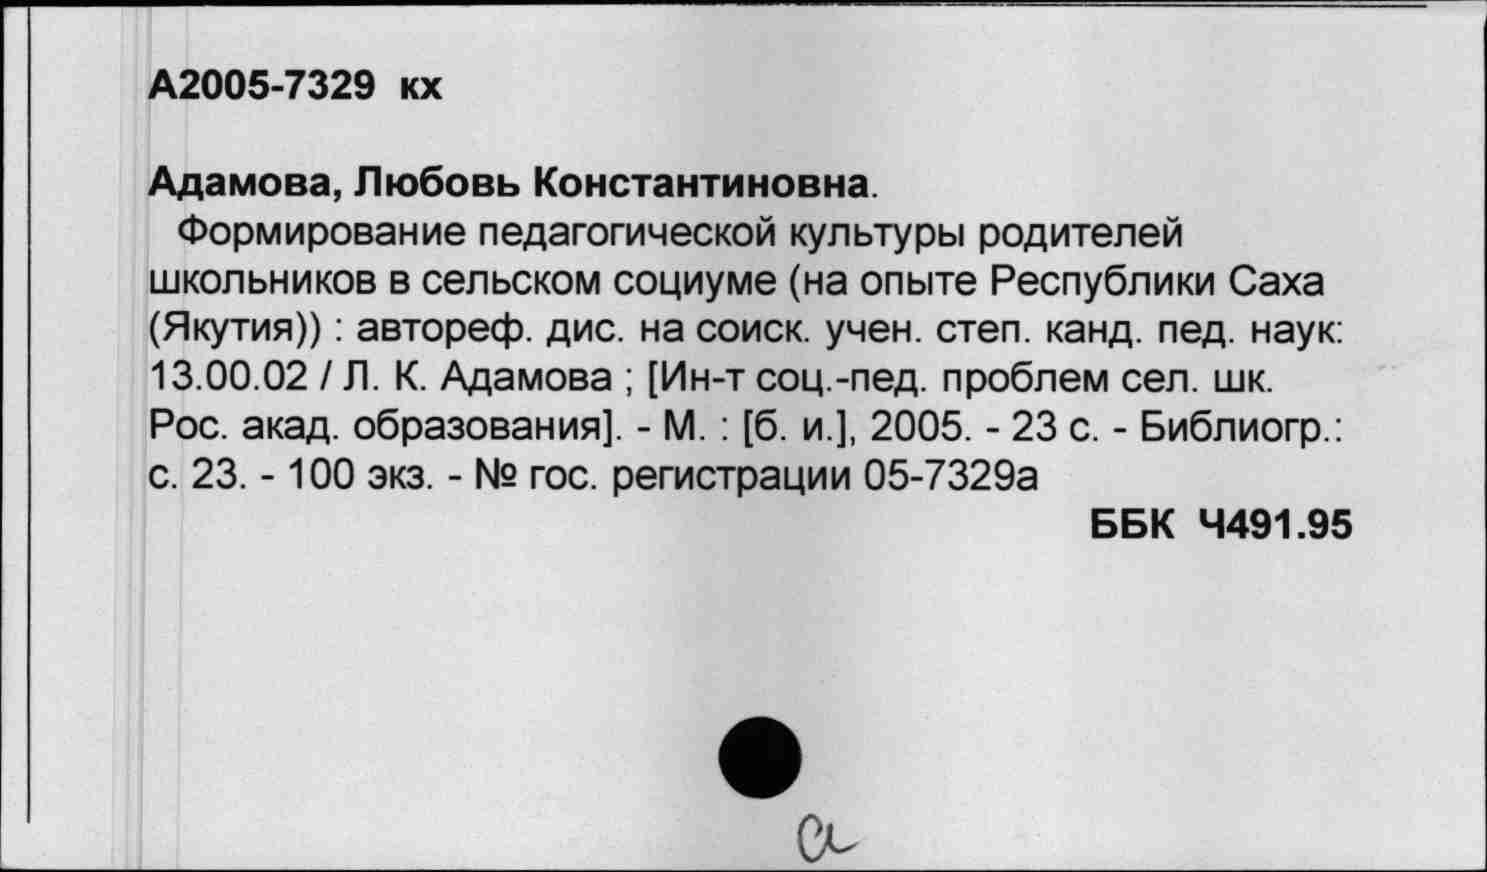 А2005-7329 кх
Адамова, Любовь Константиновна.
Формирование педагогической культуры родителей
школьников в сельском социуме (на опыте Республики Саха
(Якутия)) : автореф. дис. на соиск. учен. степ. канд. пед. наук:
13.00.02 / Л. К. Адамова ; [Ин-т соц.-пед. проблем сел. шк.
Рос. акад. образования]. - М. : [б. и.], 2005. - 23 с. - Библиогр.:
с. 23. - 100 экз. - № гос. регистрации 05-7329а
ББК Ч491.95